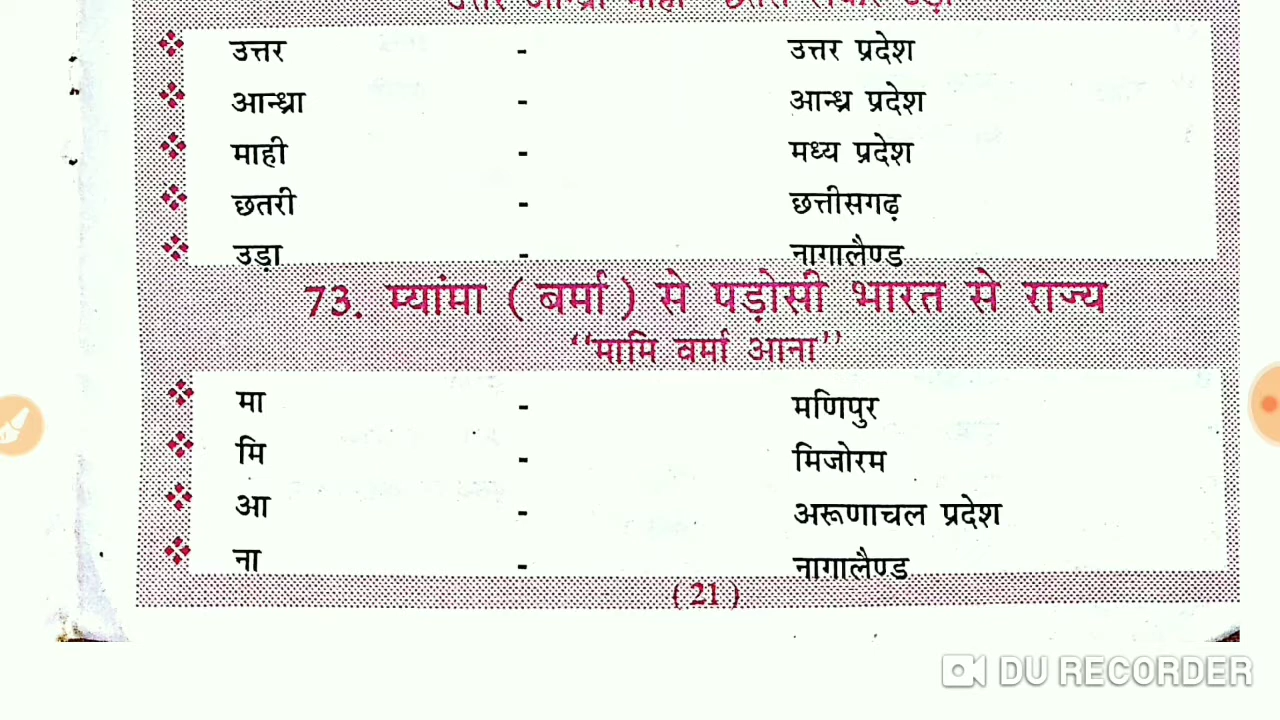 उत्तर - उत्तर प्रदेश
आन्ध्रा - आन्ध्र प्रदेश
माही - मध्य प्रदेश
छतरी - छत्तीसगढ़
उड़ा - नागालैण्ड
73. म्यांमा ( बर्मा ) से पड़ोसी भारत से राज्य
‘‘मामि वर्मा आना’’
मा - मणिपुर
मि - मिजोरम
आ - अरूणाचल प्रदेश
ना - नागालैण्ड
( 21 )
DU RECORDER